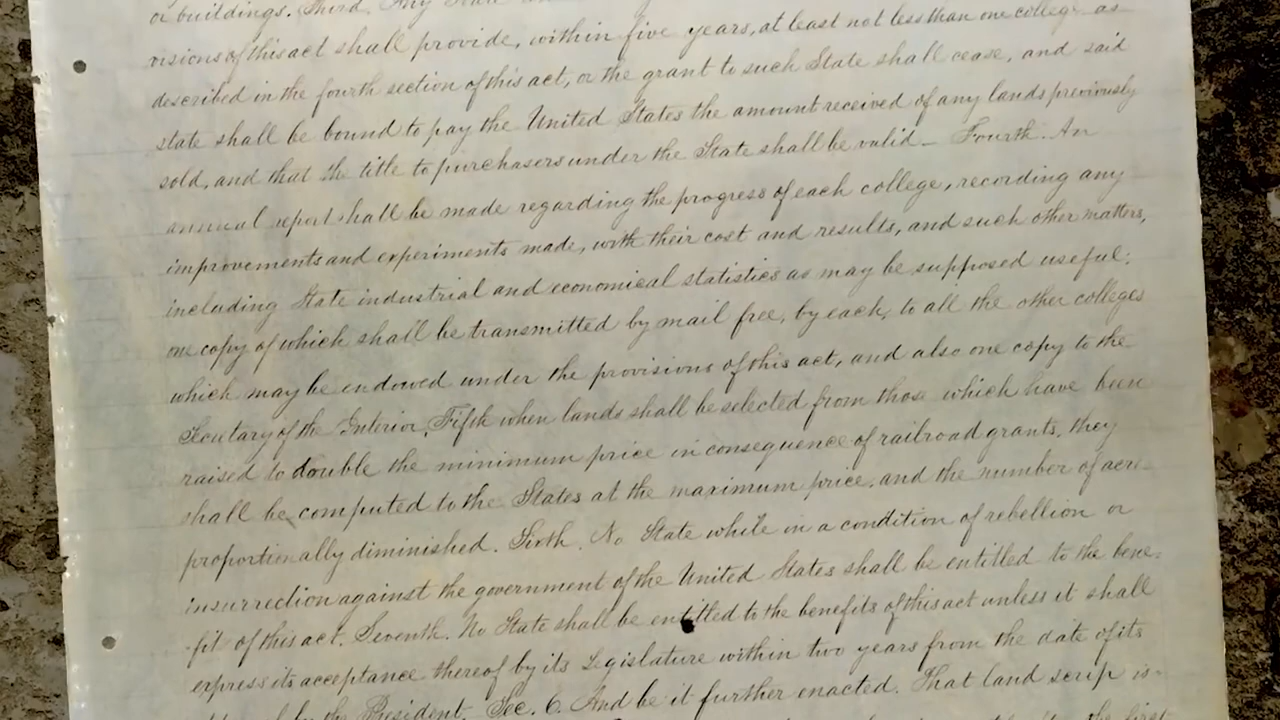 or buildings. Third. Any State
visions of this act shall provide, within five years, at least not less than one college as
described in the fourth section of this act, or the grant to such State shall cease, and said
state shall be bound to pay the United States the amount received of any lands previously
sold, and that the title to purchasers under the State shall be valid — Fourth. An
annual report shall be made regarding the progress of each college, recording any
improvements and experiments made, with their cost and results, and such other matters,
including State industrial and economical statistics as may be supposed useful;
one copy of which shall be transmitted by mail free, by each, to all the other colleges
which may be endowed under the provisions of this act, and also one copy to the
Secretary of the Interior, Fifth when lands shall be selected from those which have been
raised to double the minimum price in consequence of railroad grants, they
shall be computed to the States at the maximum price, and the number of acres
proportionally diminished. Sixth. No State while in a condition of rebellion or
insurrection against the government of the United States shall be entitled to the bene-
fit of this act. Seventh. No State shall be entitled to the benefits of this act unless it shall
express its acceptance thereof by its Legislature within two years from the date of its
by the President. Sec. 6. And be it further enacted. That land scrip is-
the first